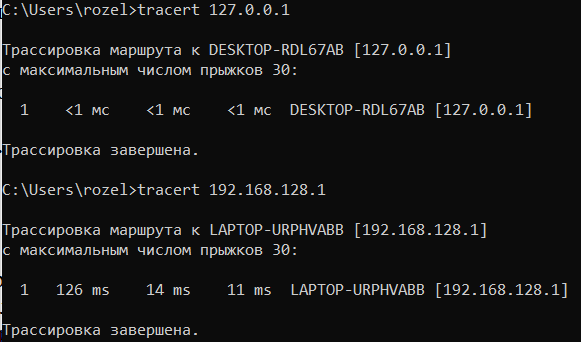 C:\Users\rozel>tracert 127.0.0.1
Трассировка маршрута к DESKTOP-RDL67AB [127.0.0.1]
с максимальным числом прыжков 30:
1 <1 мс <1 мс <1 мс DESKTOP-RDL67AB [127.0.0.1]
Трассировка завершена.
C:\Users\rozel>tracert 192.168.128.1
Трассировка маршрута к LAPTOP-URPHVABB [192.168.128.1]
с максимальным числом прыжков 30:
1 126 ms 14 ms 11 ms LAPTOP-URPHVABB [192.168.128.1]
Трассировка завершена.